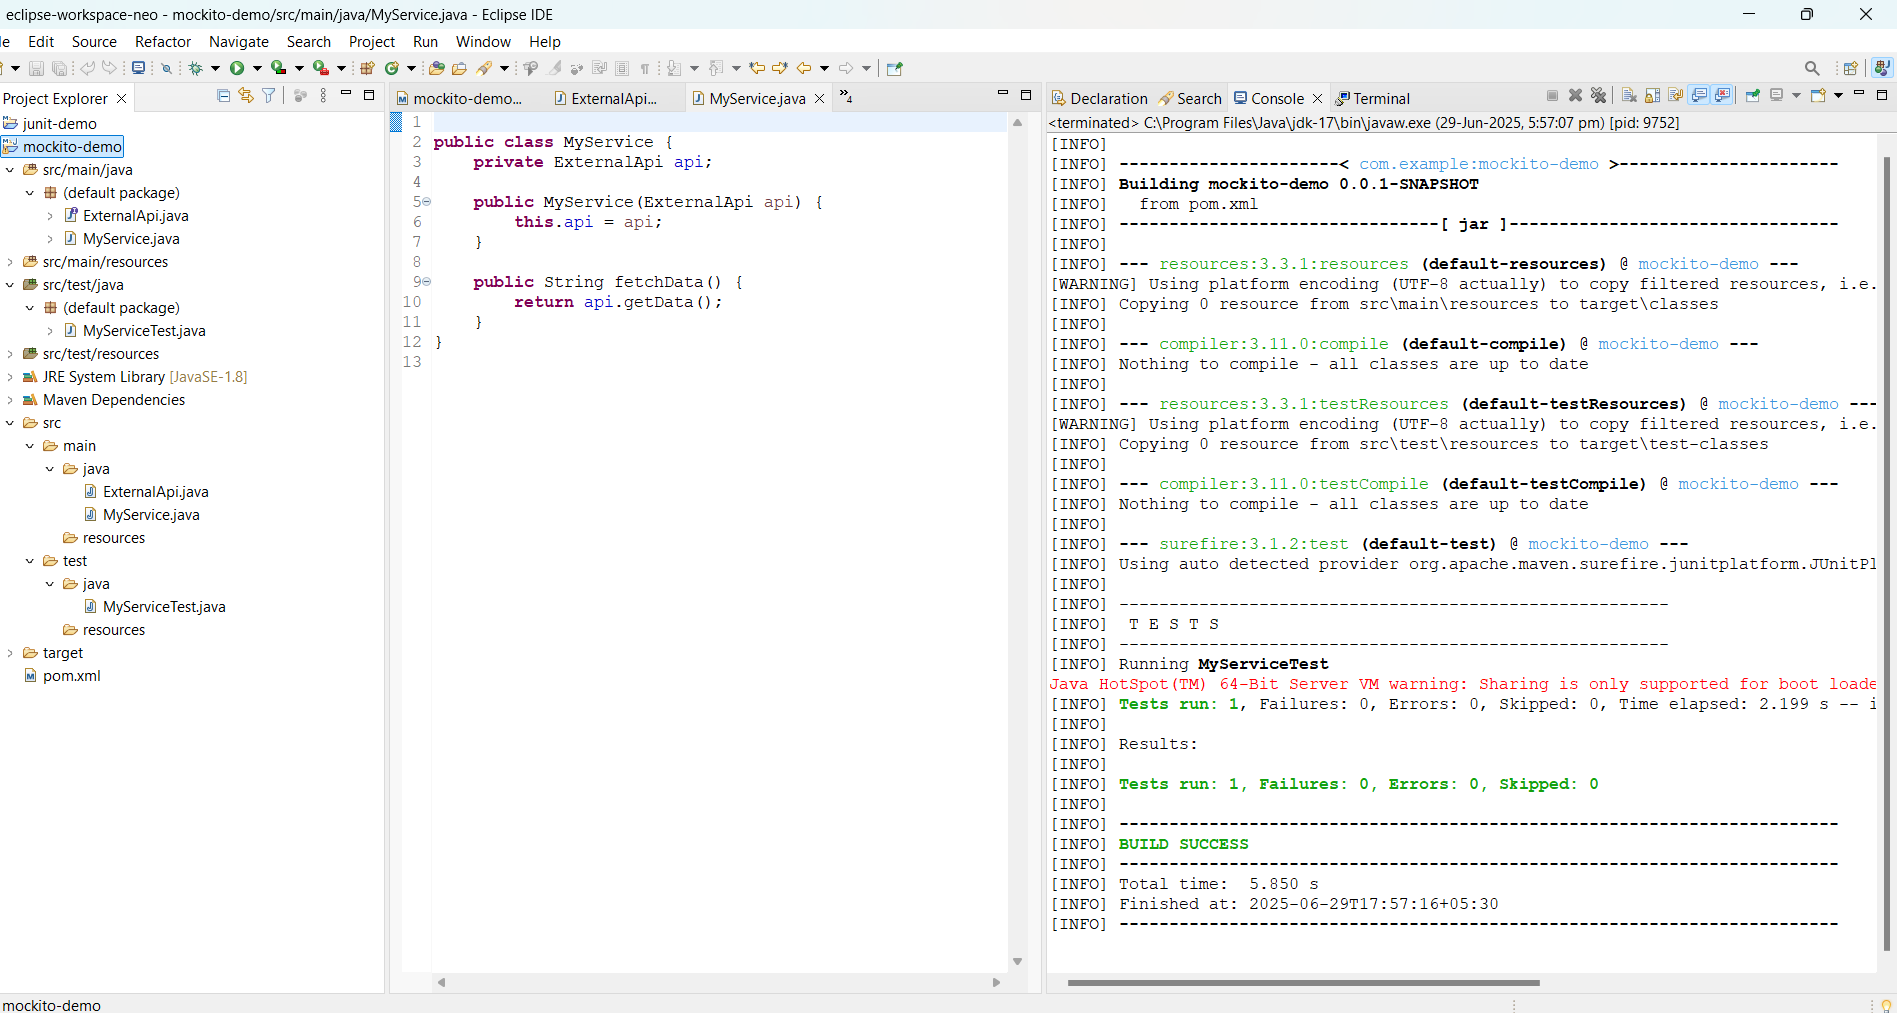 eclipse-workspace-neo - mockito-demo/src/main/java/MyService.java - Eclipse IDE
le Edit Source Refactor Navigate Search Project Run Window Help
Project Explorer
junit-demo
mockito-demo
src/main/java
(default package)
ExternalApi.java
MyService.java
src/main/resources
src/test/java
(default package)
MyServiceTest.java
src/test/resources
JRE System Library [JavaSE-1.8]
Maven Dependencies
src
main
java
ExternalApi.java
MyService.java
resources
test
java
MyServiceTest.java
resources
target
pom.xml
mockito-demo... ExternalApi... MyService.java »4
1
2 public class MyService {
3     private ExternalApi api;
4
5     public MyService(ExternalApi api) {
6         this.api = api;
7     }
8
9     public String fetchData() {
10         return api.getData();
11     }
12 }
13
Declaration Search Console Terminal
<terminated> C:\Program Files\Java\jdk-17\bin\javaw.exe (29-Jun-2025, 5:57:07 pm) [pid: 9752]
[INFO]
[INFO] ----------------------< com.example:mockito-demo >----------------------
[INFO] Building mockito-demo 0.0.1-SNAPSHOT
[INFO]   from pom.xml
[INFO] --------------------------------[ jar ]---------------------------------
[INFO]
[INFO] --- resources:3.3.1:resources (default-resources) @ mockito-demo ---
[WARNING] Using platform encoding (UTF-8 actually) to copy filtered resources, i.e.
[INFO] Copying 0 resource from src\main\resources to target\classes
[INFO]
[INFO] --- compiler:3.11.0:compile (default-compile) @ mockito-demo ---
[INFO] Nothing to compile - all classes are up to date
[INFO]
[INFO] --- resources:3.3.1:testResources (default-testResources) @ mockito-demo ---
[WARNING] Using platform encoding (UTF-8 actually) to copy filtered resources, i.e.
[INFO] Copying 0 resource from src\test\resources to target\test-classes
[INFO]
[INFO] --- compiler:3.11.0:testCompile (default-testCompile) @ mockito-demo ---
[INFO] Nothing to compile - all classes are up to date
[INFO]
[INFO] --- surefire:3.1.2:test (default-test) @ mockito-demo ---
[INFO] Using auto detected provider org.apache.maven.surefire.junitplatform.JUnitPl
[INFO]
[INFO] -------------------------------------------------------
[INFO]  T E S T S
[INFO] -------------------------------------------------------
[INFO] Running MyServiceTest
Java HotSpot(TM) 64-Bit Server VM warning: Sharing is only supported for boot loade
[INFO] Tests run: 1, Failures: 0, Errors: 0, Skipped: 0, Time elapsed: 2.199 s -- i
[INFO]
[INFO] Results:
[INFO]
[INFO] Tests run: 1, Failures: 0, Errors: 0, Skipped: 0
[INFO]
[INFO] ------------------------------------------------------------------------
[INFO] BUILD SUCCESS
[INFO] ------------------------------------------------------------------------
[INFO] Total time:  5.850 s
[INFO] Finished at: 2025-06-29T17:57:16+05:30
[INFO] ------------------------------------------------------------------------
mockito-demo